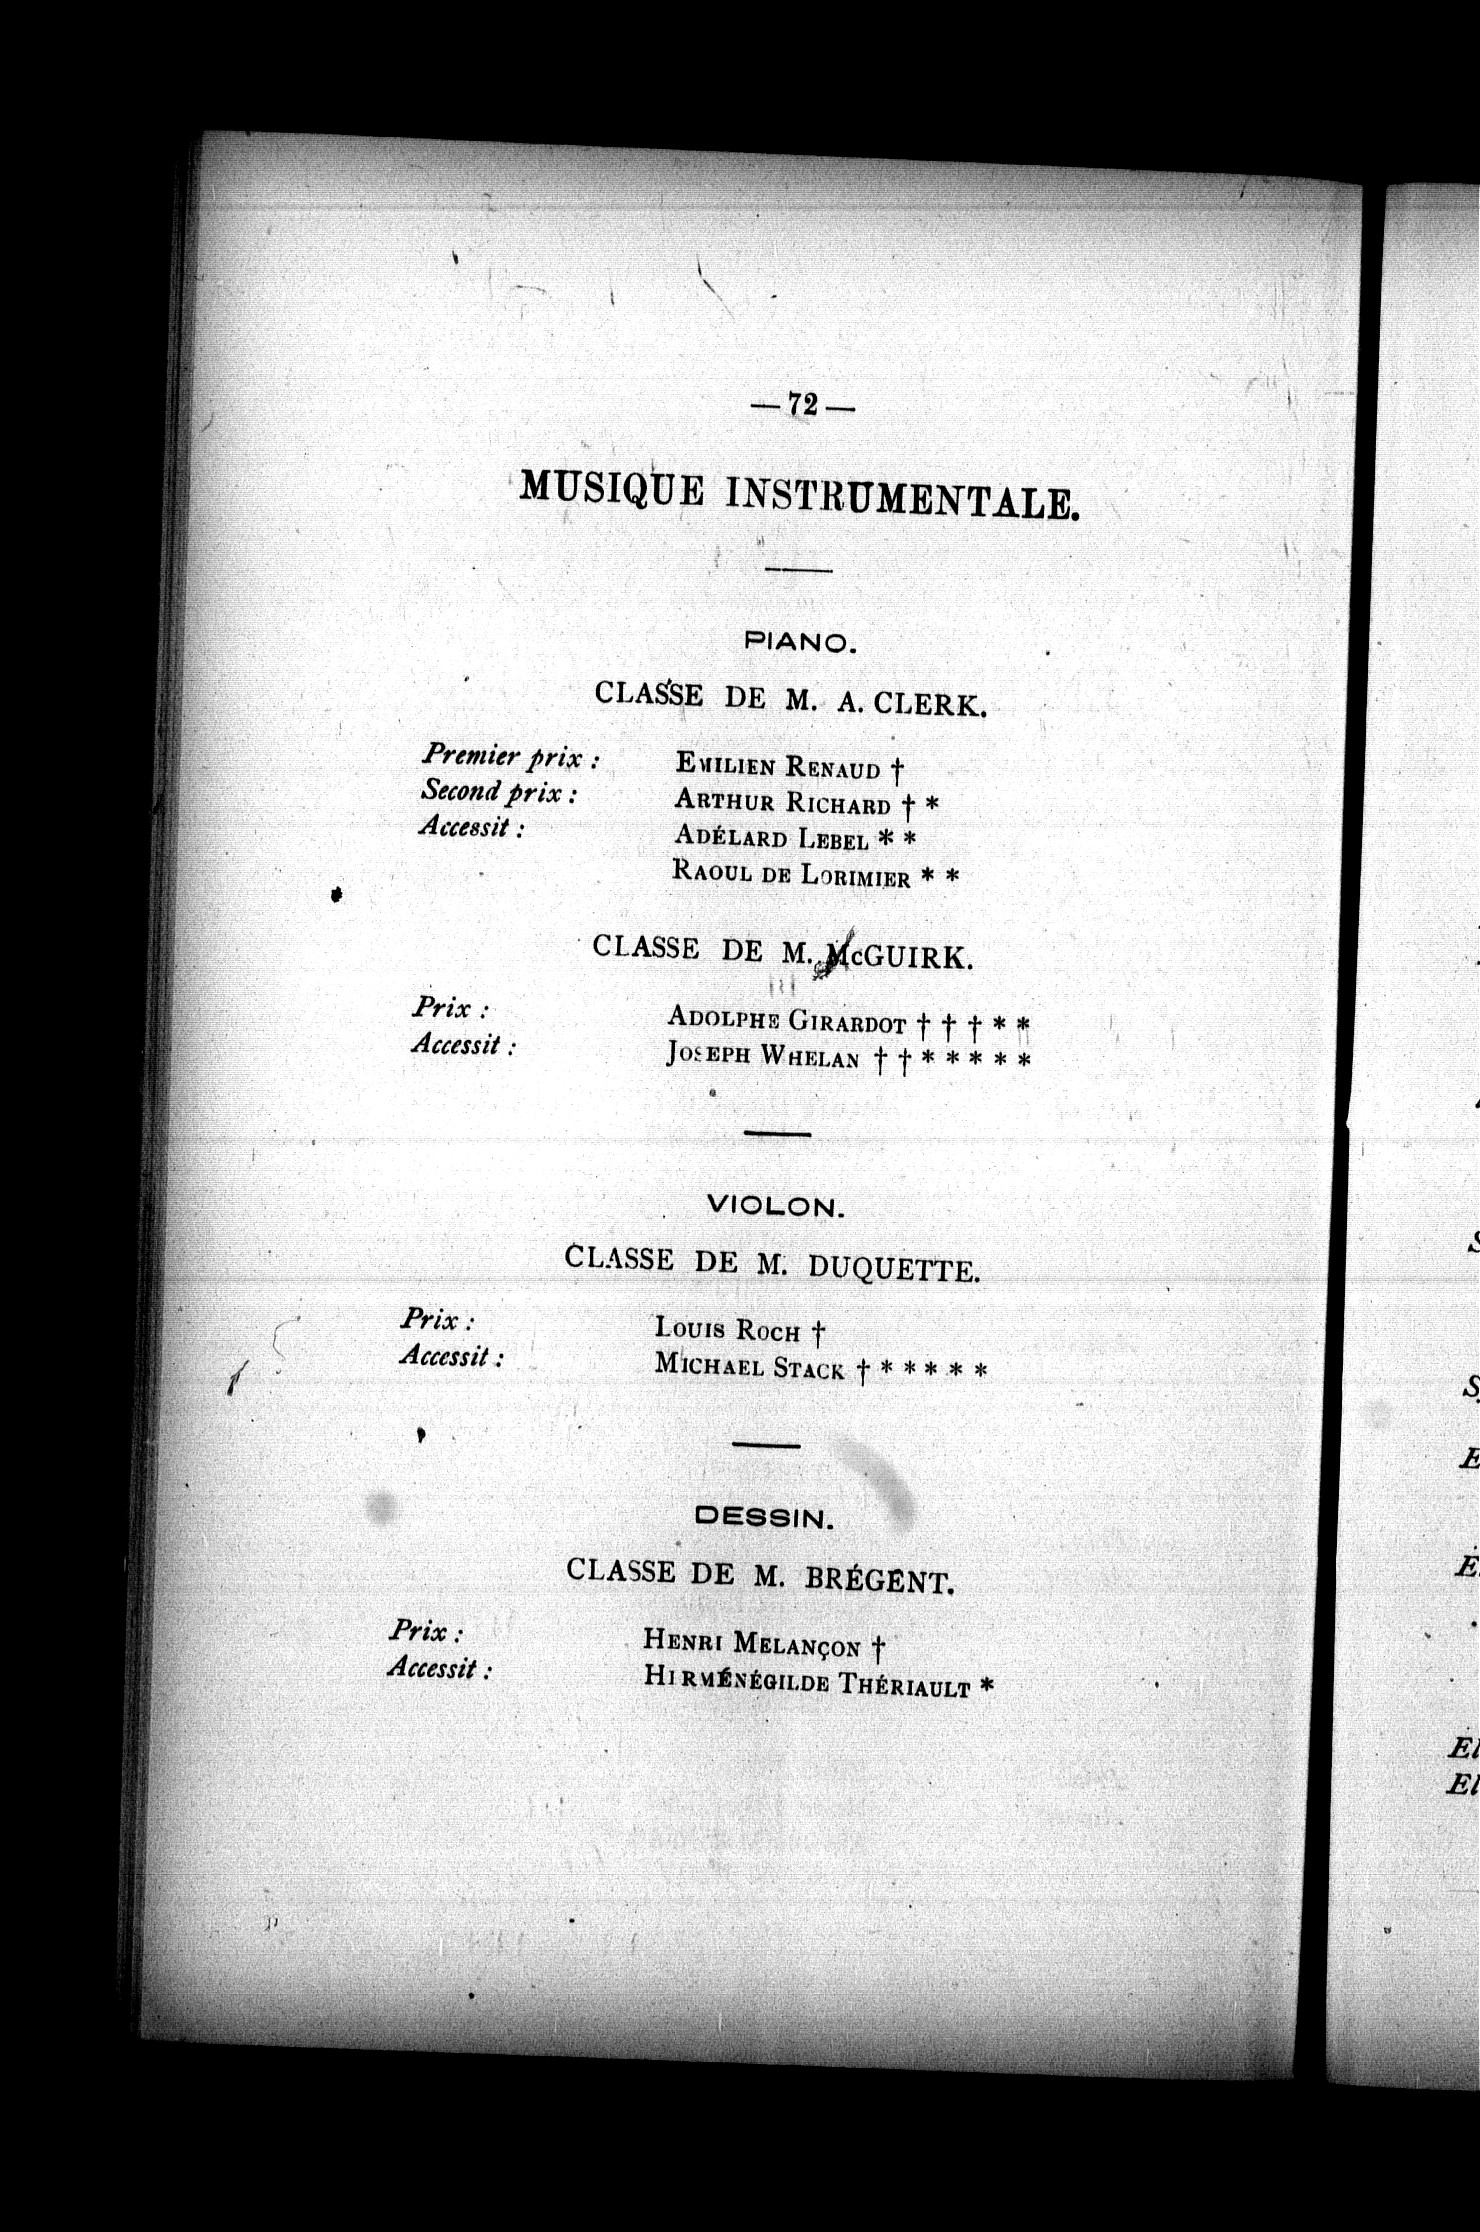 — 72 —
MUSIQUE INSTRUMENTALE.
PIANO.
CLASSE DE M. A. CLERK.
Premier prix : EMILIEN RENAUD †
Second prix : ARTHUR RICHARD † *
Accessit : ADÉLARD LEBEL * *
RAOUL DE LORIMIER * *
CLASSE DE M. McGUIRK.
Prix : ADOLPHE GIRARDOT † † † * *
Accessit : JOSEPH WHELAN † † * * * * *
VIOLON.
CLASSE DE M. DUQUETTE.
Prix : LOUIS ROCH †
Accessit : MICHAEL STACK † * * * * *
DESSIN.
CLASSE DE M. BRÉGENT.
Prix : HENRI MELANÇON †
Accessit : HIRMÉNÉGILDE THÉRIAULT *